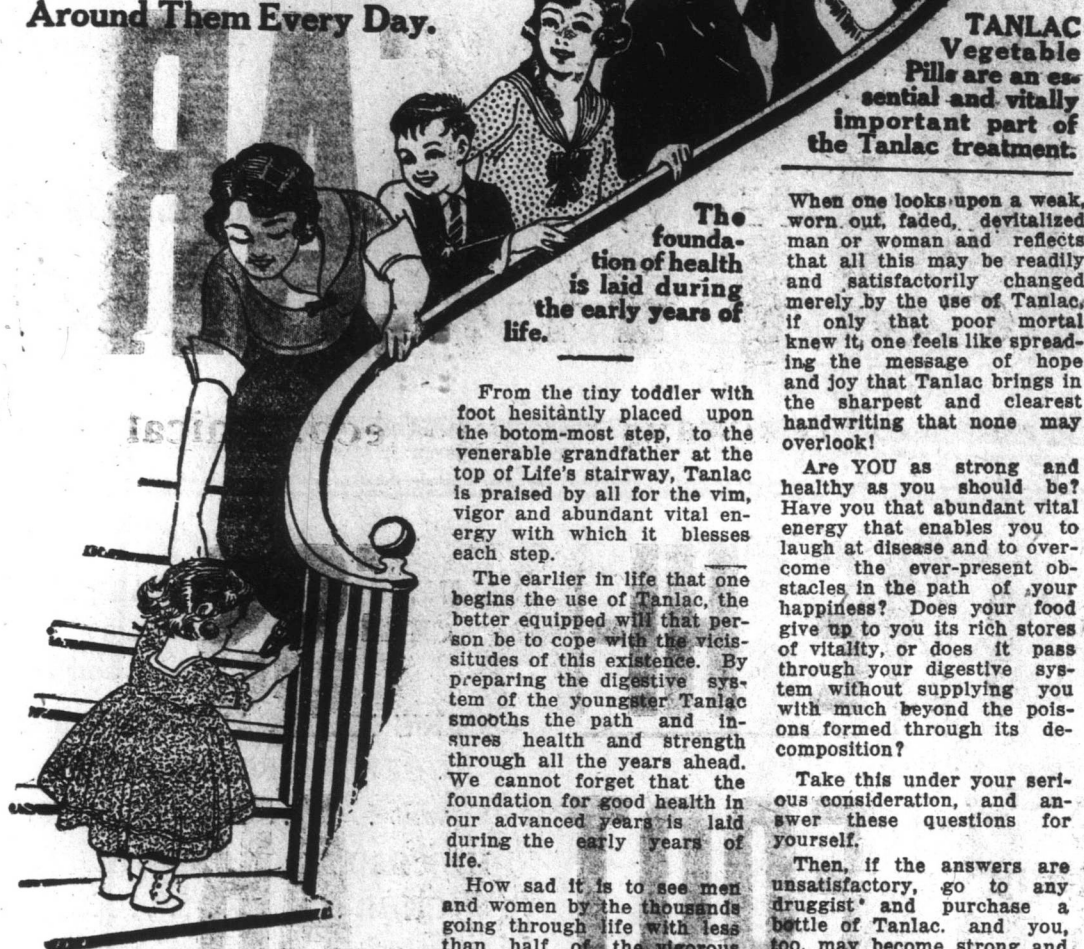 Around Them Every Day.
TANLAC
Vegetable
Pills are an es-
sential and vitally
important part of
the Tanlac treatment.
The
founda-
tion of health
is laid during
the early years of
life.
From the tiny toddler with
foot hesitantly placed upon
the botom-most step, to the
venerable grandfather at the
top of Life's stairway, Tanlac
is praised by all for the vim,
vigor and abundant vital en-
ergy with which it blesses
each step.
The earlier in life that one
begins the use of Tanlac, the
better equipped will that per-
son be to cope with the vicis-
situdes of this existence. By
preparing the digestive sys-
tem of the youngster Tanlac
smooths the path and in-
sures health and strength
through all the years ahead.
We cannot forget that the
foundation for good health in
our advanced years is laid
during the early years of
life.
How sad it is to see men
and women by the thousands
going through life with less
than half of the vigorous
When one looks upon a weak,
worn out, faded, devitalized
man or woman and reflects
that all this may be readily
and satisfactorily changed
merely by the use of Tanlac,
if only that poor mortal
knew it, one feels like spread-
ing the message of hope
and joy that Tanlac brings in
the sharpest and clearest
handwriting that none may
overlook!
Are YOU as strong and
healthy as you should be?
Have you that abundant vital
energy that enables you to
laugh at disease and to over-
come the ever-present ob-
stacles in the path of your
happiness? Does your food
give up to you its rich stores
of vitality, or does it pass
through your digestive sys-
tem without supplying you
with much beyond the pois-
ons formed through its de-
composition?
Take this under your seri-
ous consideration, and an-
swer these questions for
yourself.
Then, if the answers are
unsatisfactory, go to any
druggist and purchase a
bottle of Tanlac. and you,
too, may become strong and